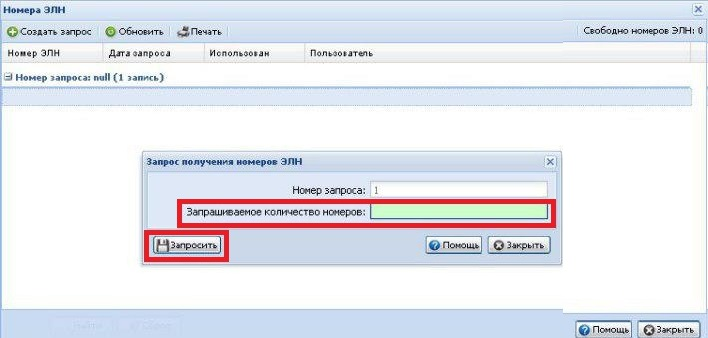 Номера ЭЛН
Создать запрос Обновить Печать Свободно номеров ЭЛН: 0
Номер ЭЛН Дата запроса Использован Пользователь
Номер запроса: null (1 запись)
Запрос получения номеров ЭЛН
Номер запроса: 1
Запрашиваемое количество номеров:
Запросить Помощь Закрыть
Помощь Закрыть